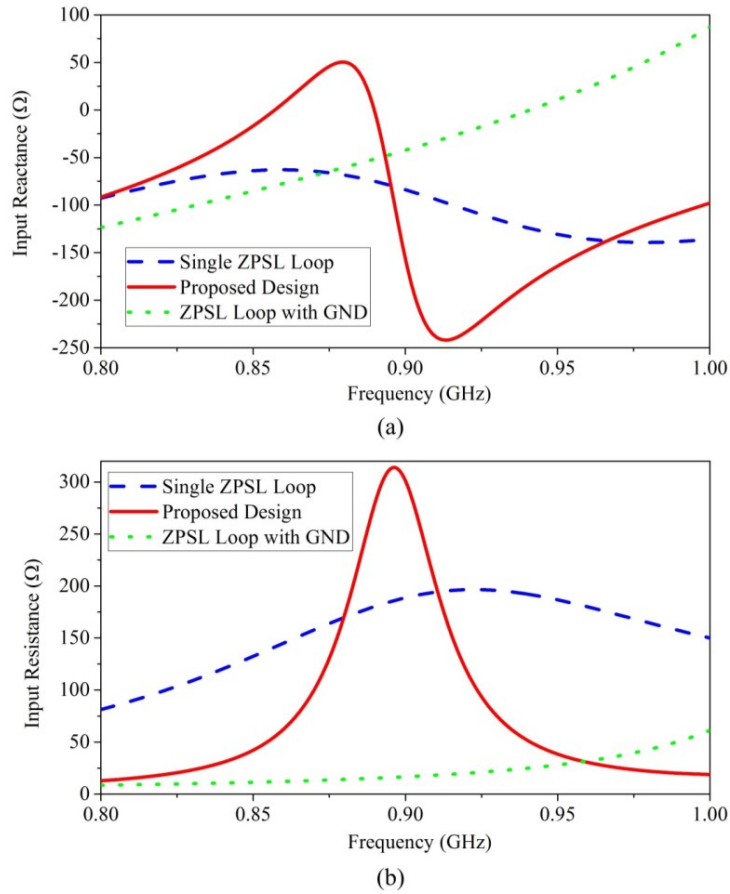 100
50
0
-50
-100
-150
-200
-250
Input Reactance (Ω)
Single ZPSL Loop
Proposed Design
ZPSL Loop with GND
0.80 0.85 0.90 0.95 1.00
Frequency (GHz)
(a)
300
250
200
150
100
50
0
Input Resistance (Ω)
Single ZPSL Loop
Proposed Design
ZPSL Loop with GND
0.80 0.85 0.90 0.95 1.00
Frequency (GHz)
(b)